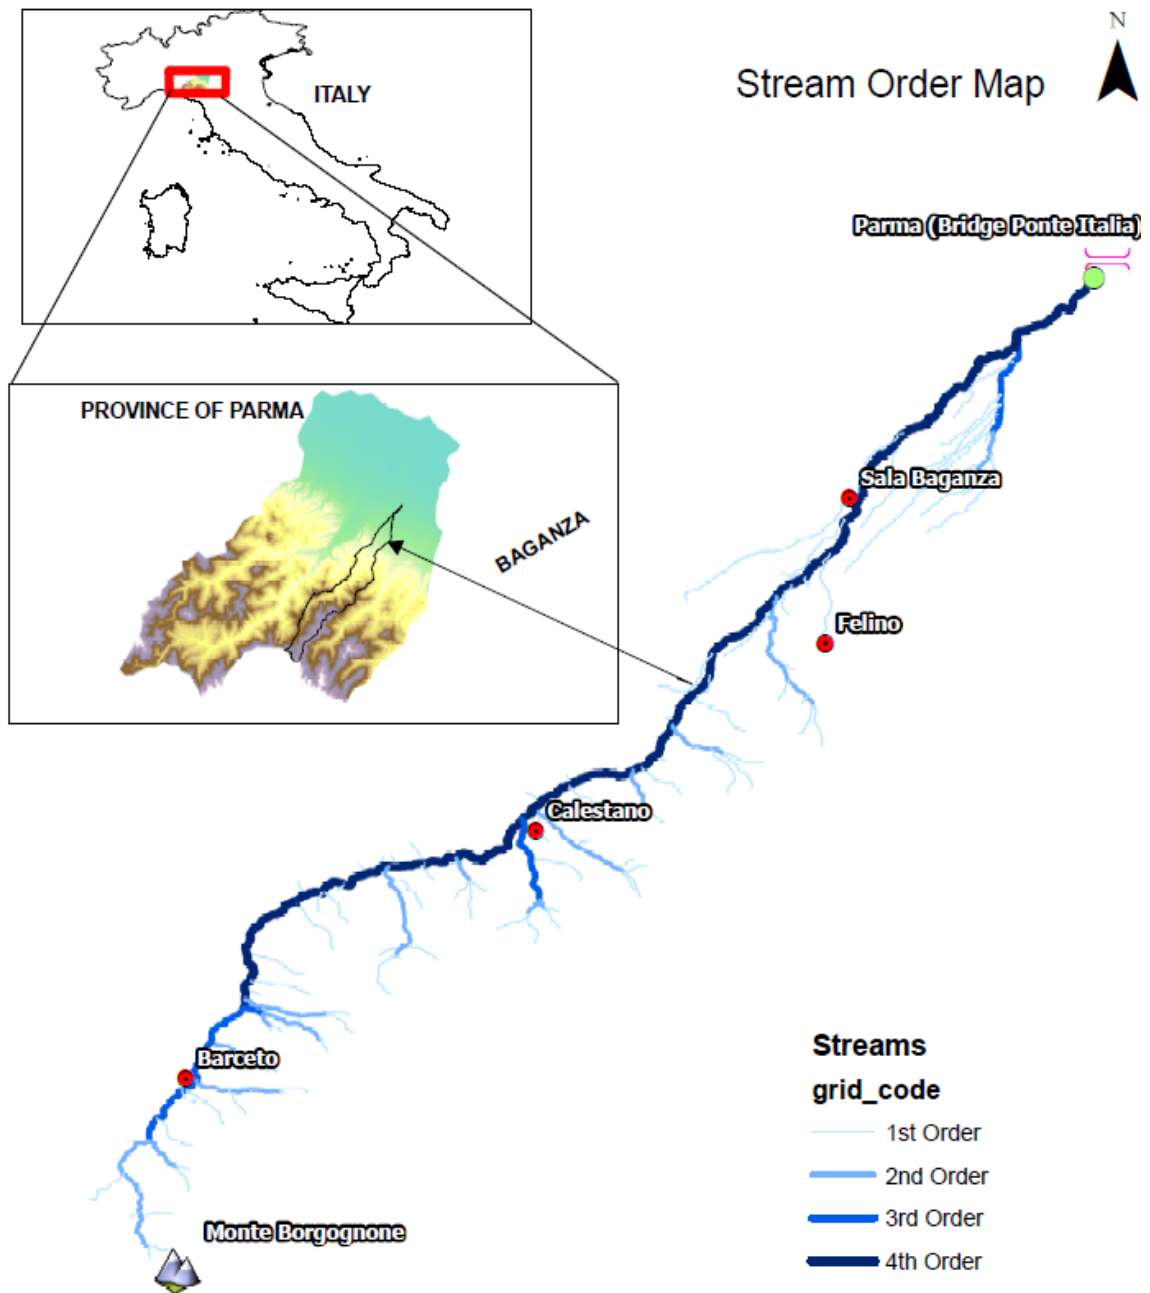 N
Stream Order Map
ITALY
Parma (Bridge Ponte Italia)
PROVINCE OF PARMA
BAGANZA
Sala Baganza
Felino
Calestano
Barceto
Monte Borgognone
Streams
grid_code
1st Order
2nd Order
3rd Order
4th Order